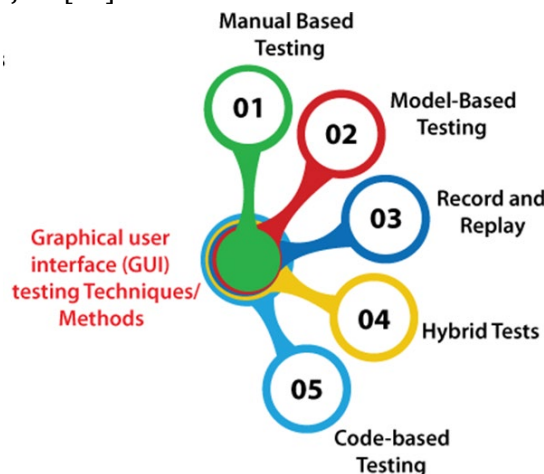 Manual Based
Testing
01
Model-Based
Testing
02
Record and
Replay
03
Graphical user
interface (GUI)
testing Techniques/
Methods
04
Hybrid Tests
05
Code-based
Testing